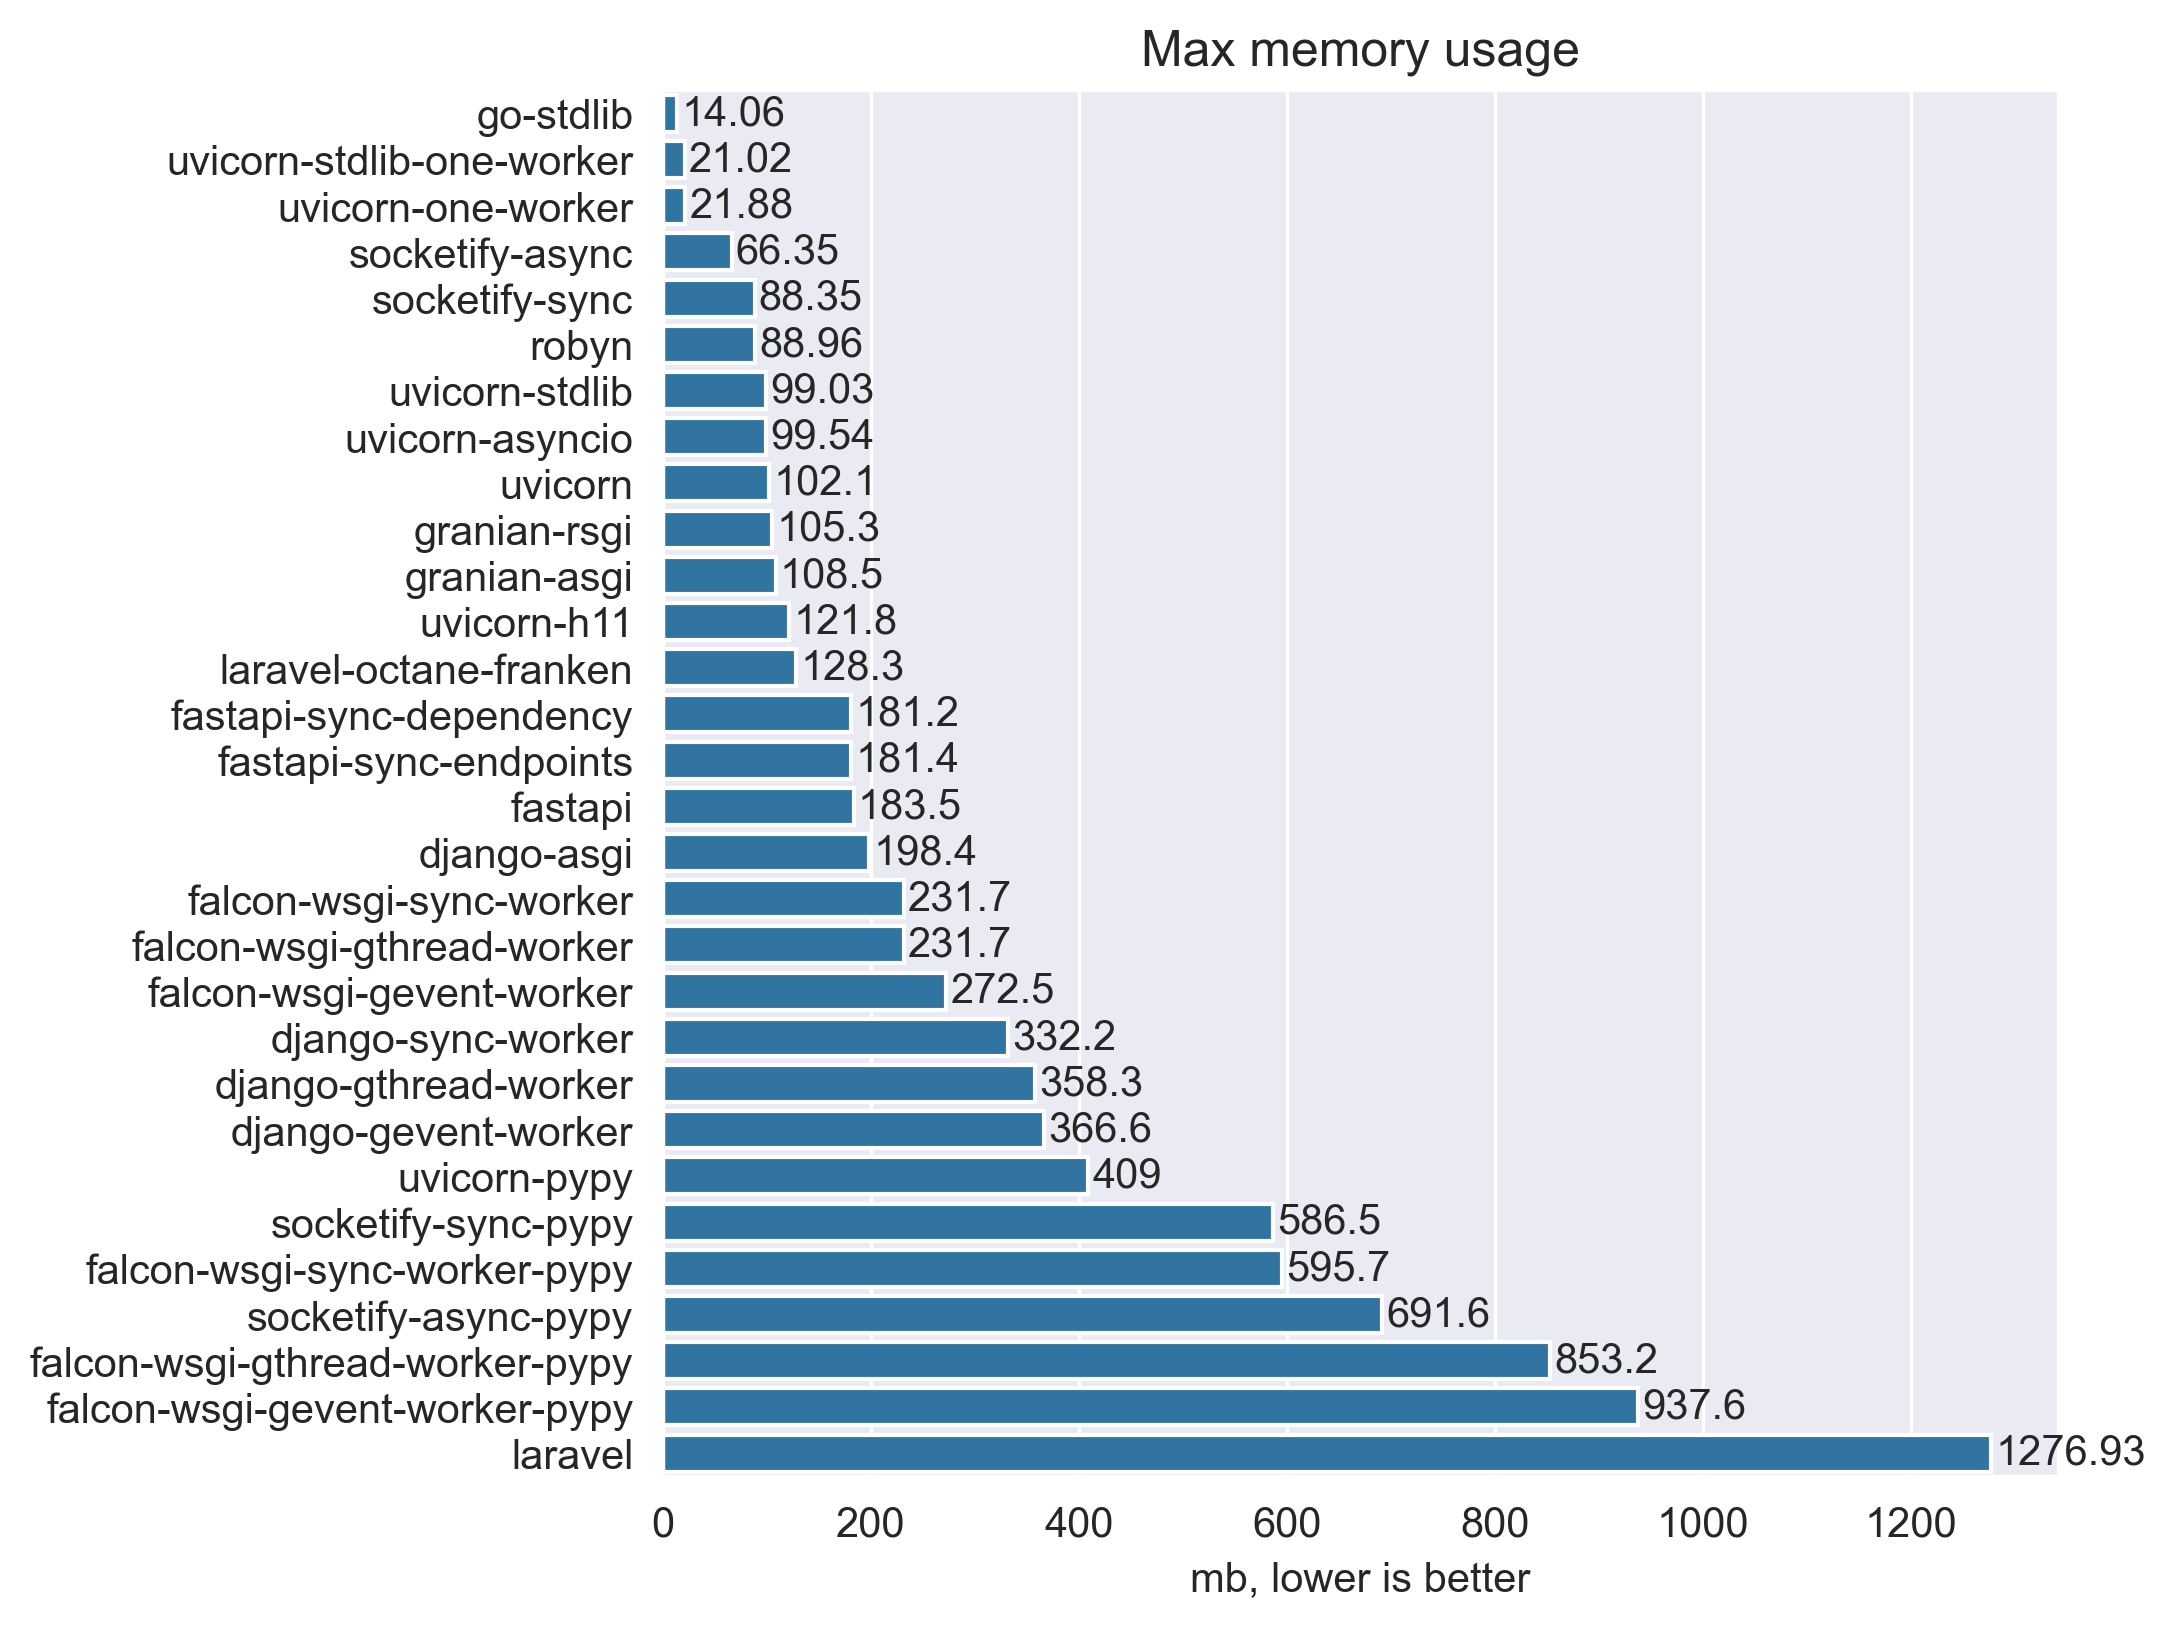 Max memory usage
go-stdlib 14.06
uvicorn-stdlib-one-worker 21.02
uvicorn-one-worker 21.88
socketify-async 66.35
socketify-sync 88.35
robyn 88.96
uvicorn-stdlib 99.03
uvicorn-asyncio 99.54
uvicorn 102.1
granian-rsgi 105.3
granian-asgi 108.5
uvicorn-h11 121.8
laravel-octane-franken 128.3
fastapi-sync-dependency 181.2
fastapi-sync-endpoints 181.4
fastapi 183.5
django-asgi 198.4
falcon-wsgi-sync-worker 231.7
falcon-wsgi-gthread-worker 231.7
falcon-wsgi-gevent-worker 272.5
django-sync-worker 332.2
django-gthread-worker 358.3
django-gevent-worker 366.6
uvicorn-pypy 409
socketify-sync-pypy 586.5
falcon-wsgi-sync-worker-pypy 595.7
socketify-async-pypy 691.6
falcon-wsgi-gthread-worker-pypy 853.2
falcon-wsgi-gevent-worker-pypy 937.6
laravel 1276.93
0 200 400 600 800 1000 1200
mb, lower is better